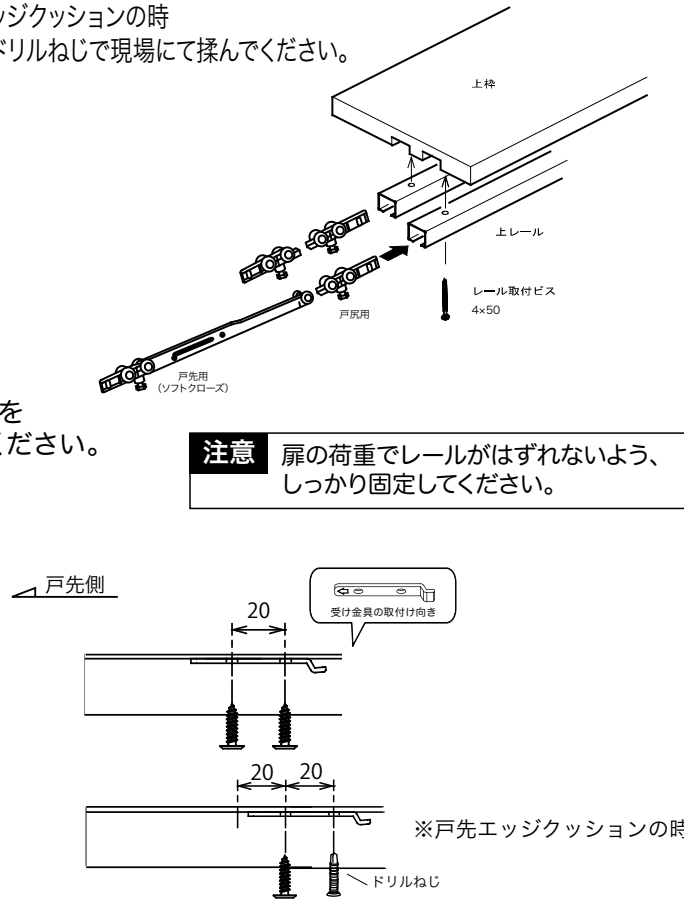 ッジクッションの時
ドリルねじで現場にて揉んでください。
上枠
上レール
レール取付ビス
4×50
戸尻用
戸先用
(ソフトクローズ)
を
ください。
注意 扉の荷重でレールがはずれないよう、
しっかり固定してください。
戸先側
受け金具の取付け向き
20
20 20
※戸先エッジクッションの時
ドリルねじ